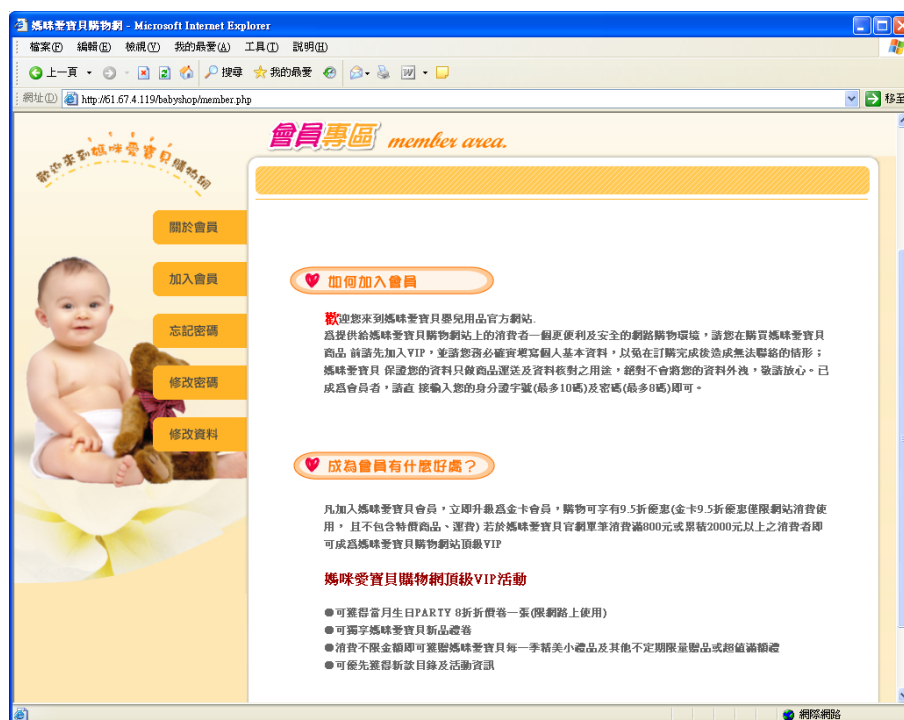 媽咪愛寶貝購物網 - Microsoft Internet Explorer
檔案(F) 編輯(E) 檢視(V) 我的最愛(A) 工具(T) 說明(H)
上一頁 搜尋 我的最愛
網址(D) http://61.67.4.119/babyshop/member.php 移至
歡迎來到媽咪愛寶貝購物網
會員專區 member area.
關於會員
加入會員
忘記密碼
修改密碼
修改資料
如何加入會員
歡迎您來到媽咪愛寶貝嬰兒用品官方網站.
為提供給媽咪愛寶貝購物網站上的消費者一個更便利及安全的網路購物環境，請您在購買媽咪愛寶貝
商品 前請先加入VIP，並請您務必確實填寫個人基本資料，以免在訂購完成後造成無法聯絡的情形；
媽咪愛寶貝 保證您的資料只做商品運送及資料核對之用途，絕對不會將您的資料外洩，敬請放心。已
成為會員者，請直 接輸入您的身分證字號(最多10碼)及密碼(最多8碼)即可。
成為會員有什麼好處？
凡加入媽咪愛寶貝會員，立即升級為金卡會員，購物可享有9.5折優惠(金卡9.5折優惠僅限網站消費使
用， 且不包含特價商品、運費) 若於媽咪愛寶貝官網單筆消費滿800元或累積2000元以上之消費者即
可成為媽咪愛寶貝購物網站頂級VIP
媽咪愛寶貝購物網頂級VIP活動
●可獲得當月生日PARTY 8折折價卷一張(限網路上使用)
●可獨享媽咪愛寶貝新品禮卷
●消費不限金額即可獲贈媽咪愛寶貝每一季精美小禮品及其他不定期限量贈品或超值滿額禮
●可優先獲得新款目錄及活動資訊
網際網路